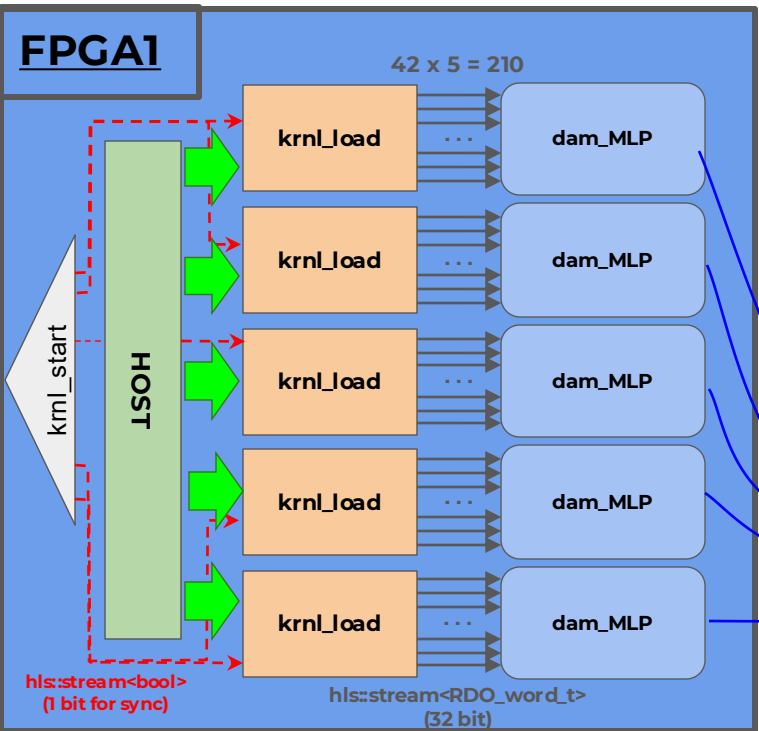 FPGA1
42 x 5 = 210
krnl_load
. . .
dam_MLP
krnl_load
. . .
dam_MLP
krnl_start
HOST
krnl_load
. . .
dam_MLP
krnl_load
. . .
dam_MLP
krnl_load
. . .
dam_MLP
hls::stream<bool>
(1 bit for sync)
hls::stream<RDO_word_t>
(32 bit)